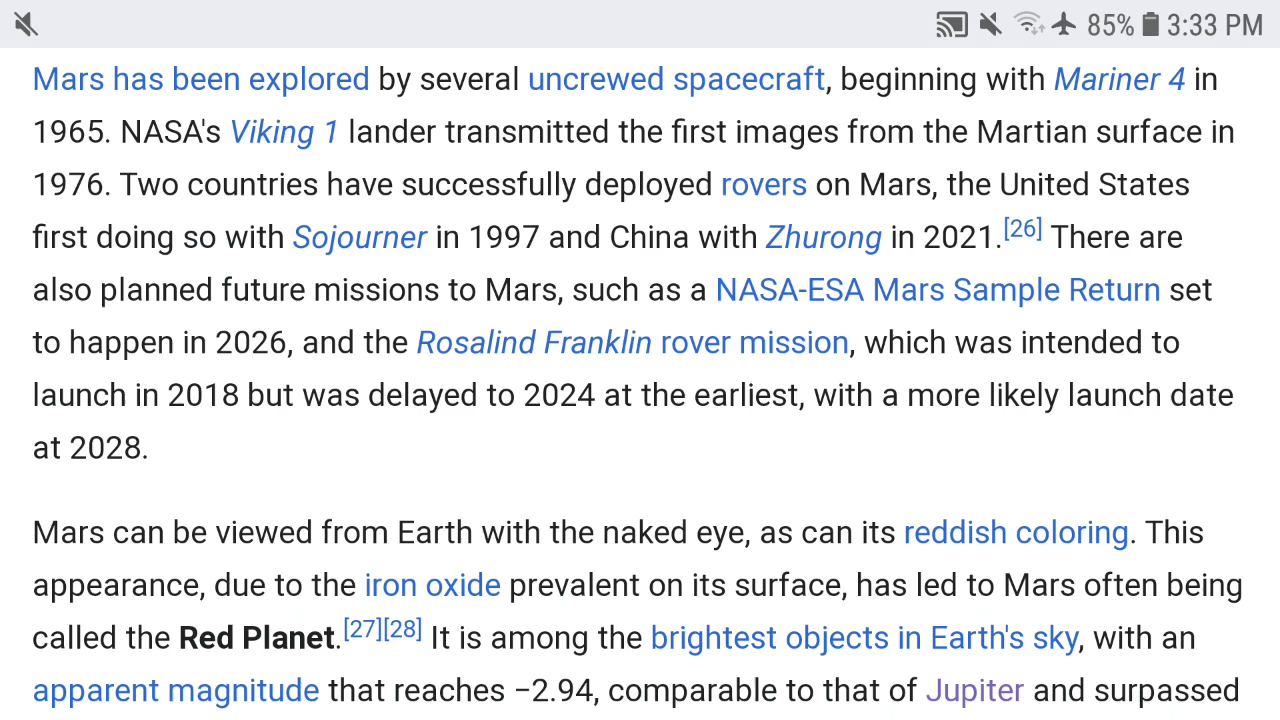 85% 3:33 PM
Mars has been explored by several uncrewed spacecraft, beginning with Mariner 4 in
1965. NASA's Viking 1 lander transmitted the first images from the Martian surface in
1976. Two countries have successfully deployed rovers on Mars, the United States
first doing so with Sojourner in 1997 and China with Zhurong in 2021.[26] There are
also planned future missions to Mars, such as a NASA-ESA Mars Sample Return set
to happen in 2026, and the Rosalind Franklin rover mission, which was intended to
launch in 2018 but was delayed to 2024 at the earliest, with a more likely launch date
at 2028.
Mars can be viewed from Earth with the naked eye, as can its reddish coloring. This
appearance, due to the iron oxide prevalent on its surface, has led to Mars often being
called the Red Planet.[27][28] It is among the brightest objects in Earth's sky, with an
apparent magnitude that reaches −2.94, comparable to that of Jupiter and surpassed